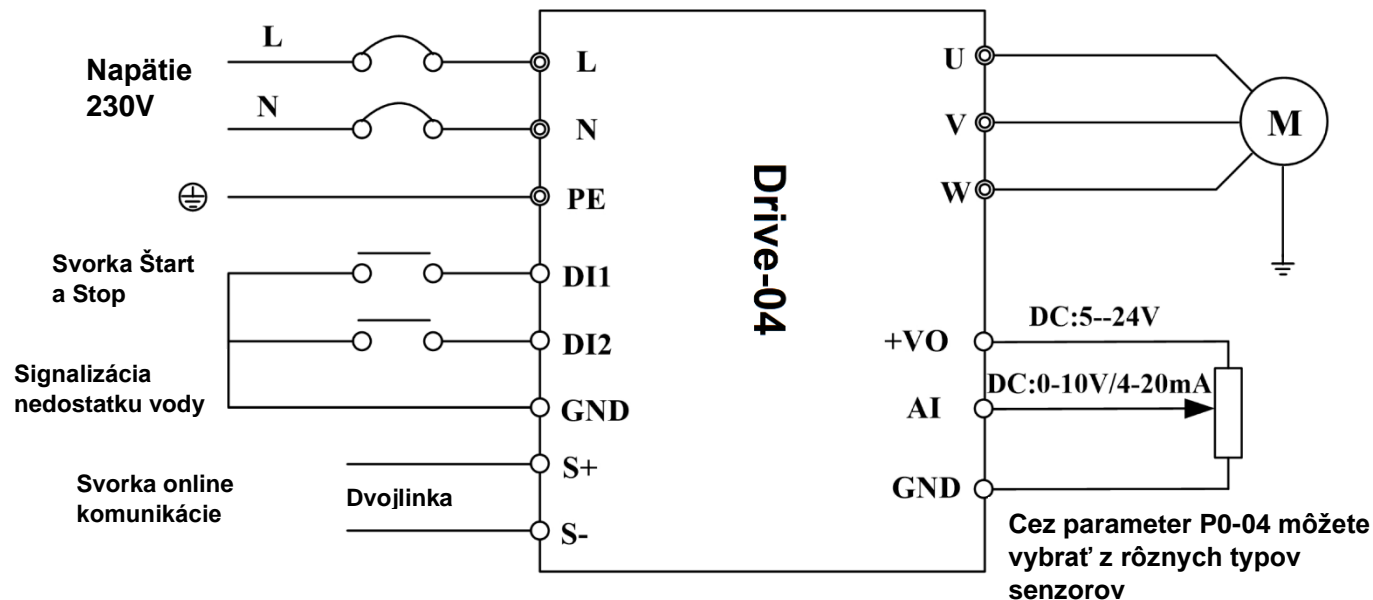 Napätie
230V
L
N
L
N
PE
Svorka Štart
a Stop
DI1
DI2
Signalizácia
nedostatku vody
GND
Svorka online
komunikácie
Dvojlinka
S+
S-
Drive-04
U
V
W
M
+VO
DC:5--24V
AI
DC:0-10V/4-20mA
GND
Cez parameter P0-04 môžete
vybrať z rôznych typov
senzorov